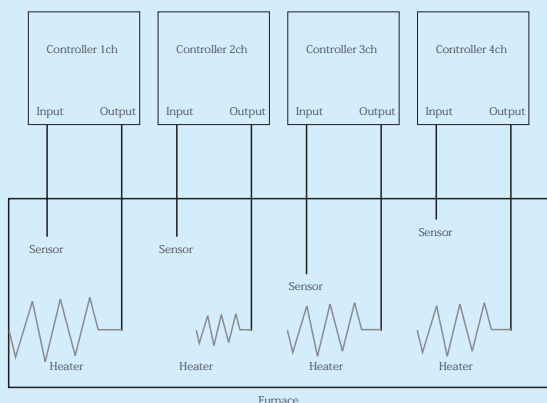 Controller 1ch
Controller 2ch
Controller 3ch
Controller 4ch
Input Output
Input Output
Input Output
Input Output
Sensor
Sensor
Sensor
Sensor
Heater
Heater
Heater
Heater
Furnace